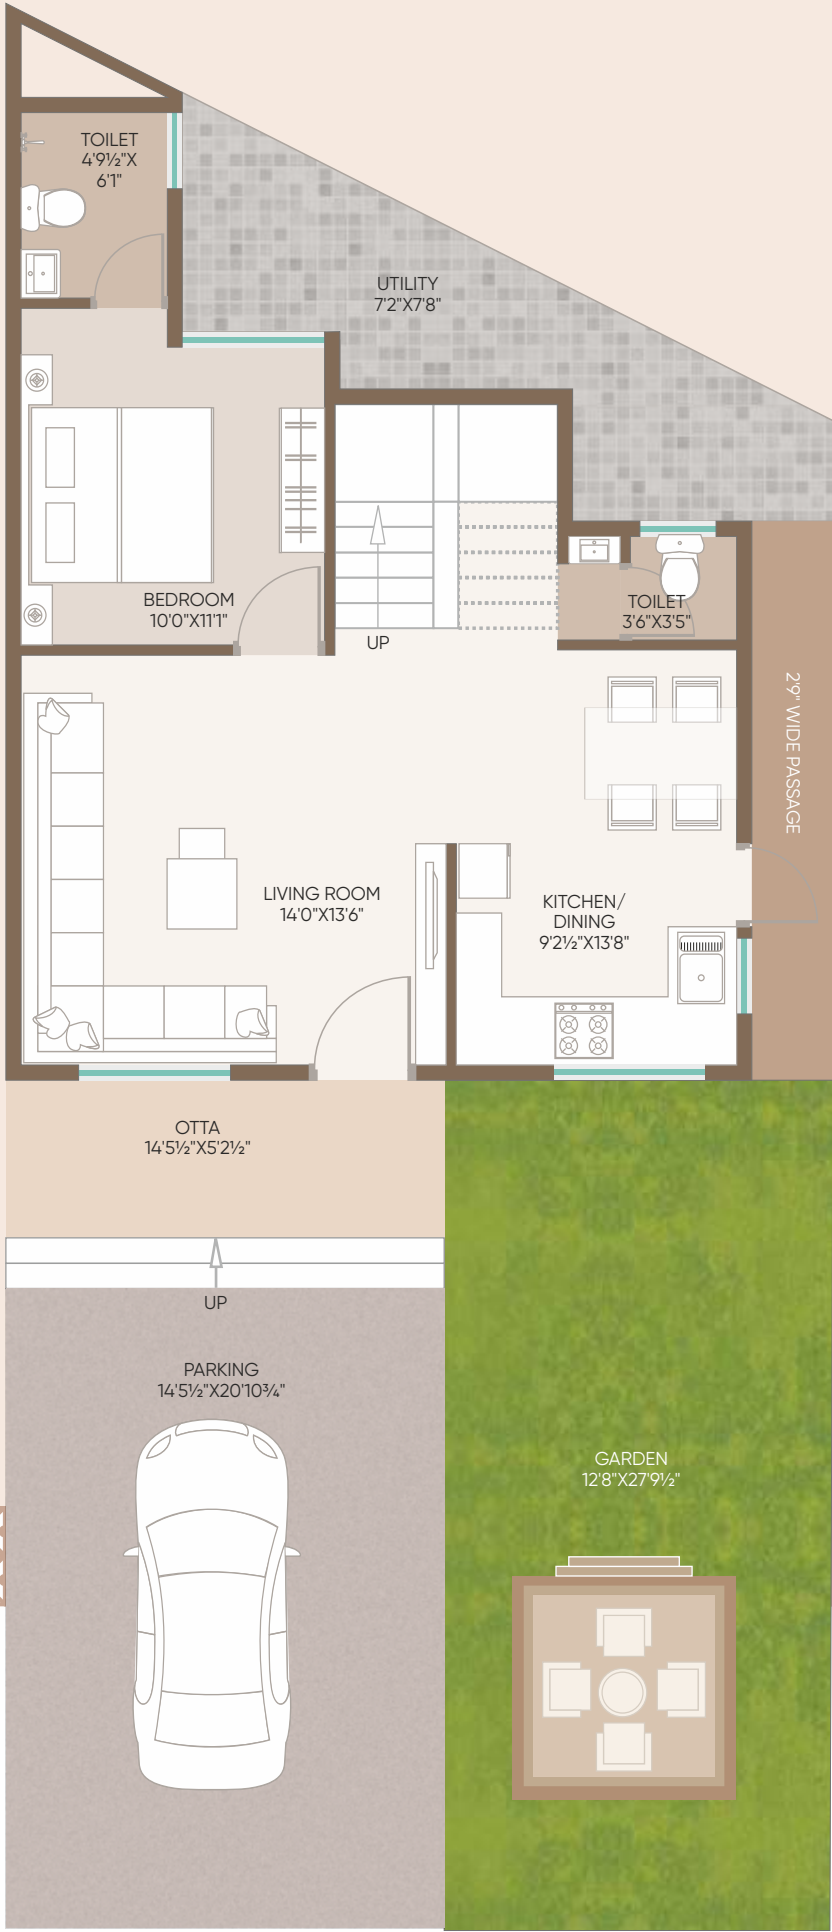 TOILET
4'9½"X
6'1"
UTILITY
7'2"X7'8"
BEDROOM
10'0"X11'1"
UP
TOILET
3'6"X3'5"
2'9" WIDE PASSAGE
LIVING ROOM
14'0"X13'6"
KITCHEN/
DINING
9'2½"X13'8"
OTTA
14'5½"X5'2½"
UP
PARKING
14'5½"X20'10¾"
GARDEN
12'8"X27'9½"